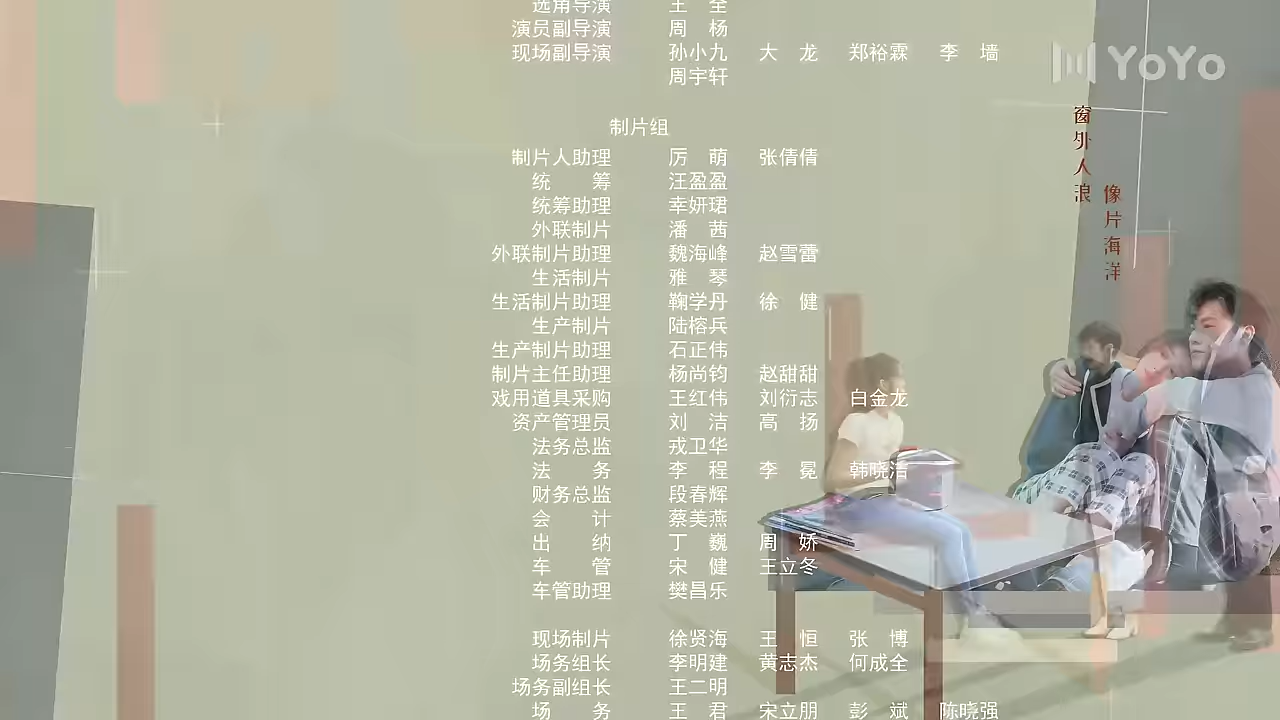 选角导演 王 全
演员副导演 周 杨
现场副导演 孙小九 大 龙 郑裕霖 李 墙
周宇轩
YoYo
窗外人浪
像片海洋
制片组
制片人助理 厉 萌 张倩倩
统 筹 汪盈盈
统筹助理 幸妍珺
外联制片 潘 茜
外联制片助理 魏海峰 赵雪蕾
生活制片 雅 琴
生活制片助理 鞠学丹 徐 健
生产制片 陆榕兵
生产制片助理 石正伟
制片主任助理 杨尚钧 赵甜甜
戏用道具采购 王红伟 刘衍志 白金龙
资产管理员 刘 洁 高 扬
法务总监 戎卫华
法 务 李 程 李 冕 韩晓洁
财务总监 段春辉
会 计 蔡美燕
出 纳 丁 巍 周 娇
车 管 宋 健 王立冬
车管助理 樊昌乐
现场制片 徐贤海 王 恒 张 博
场务组长 李明建 黄志杰 何成全
场务副组长 王二明
场 务 王 君 宋立朋 彭 斌 陈晓强